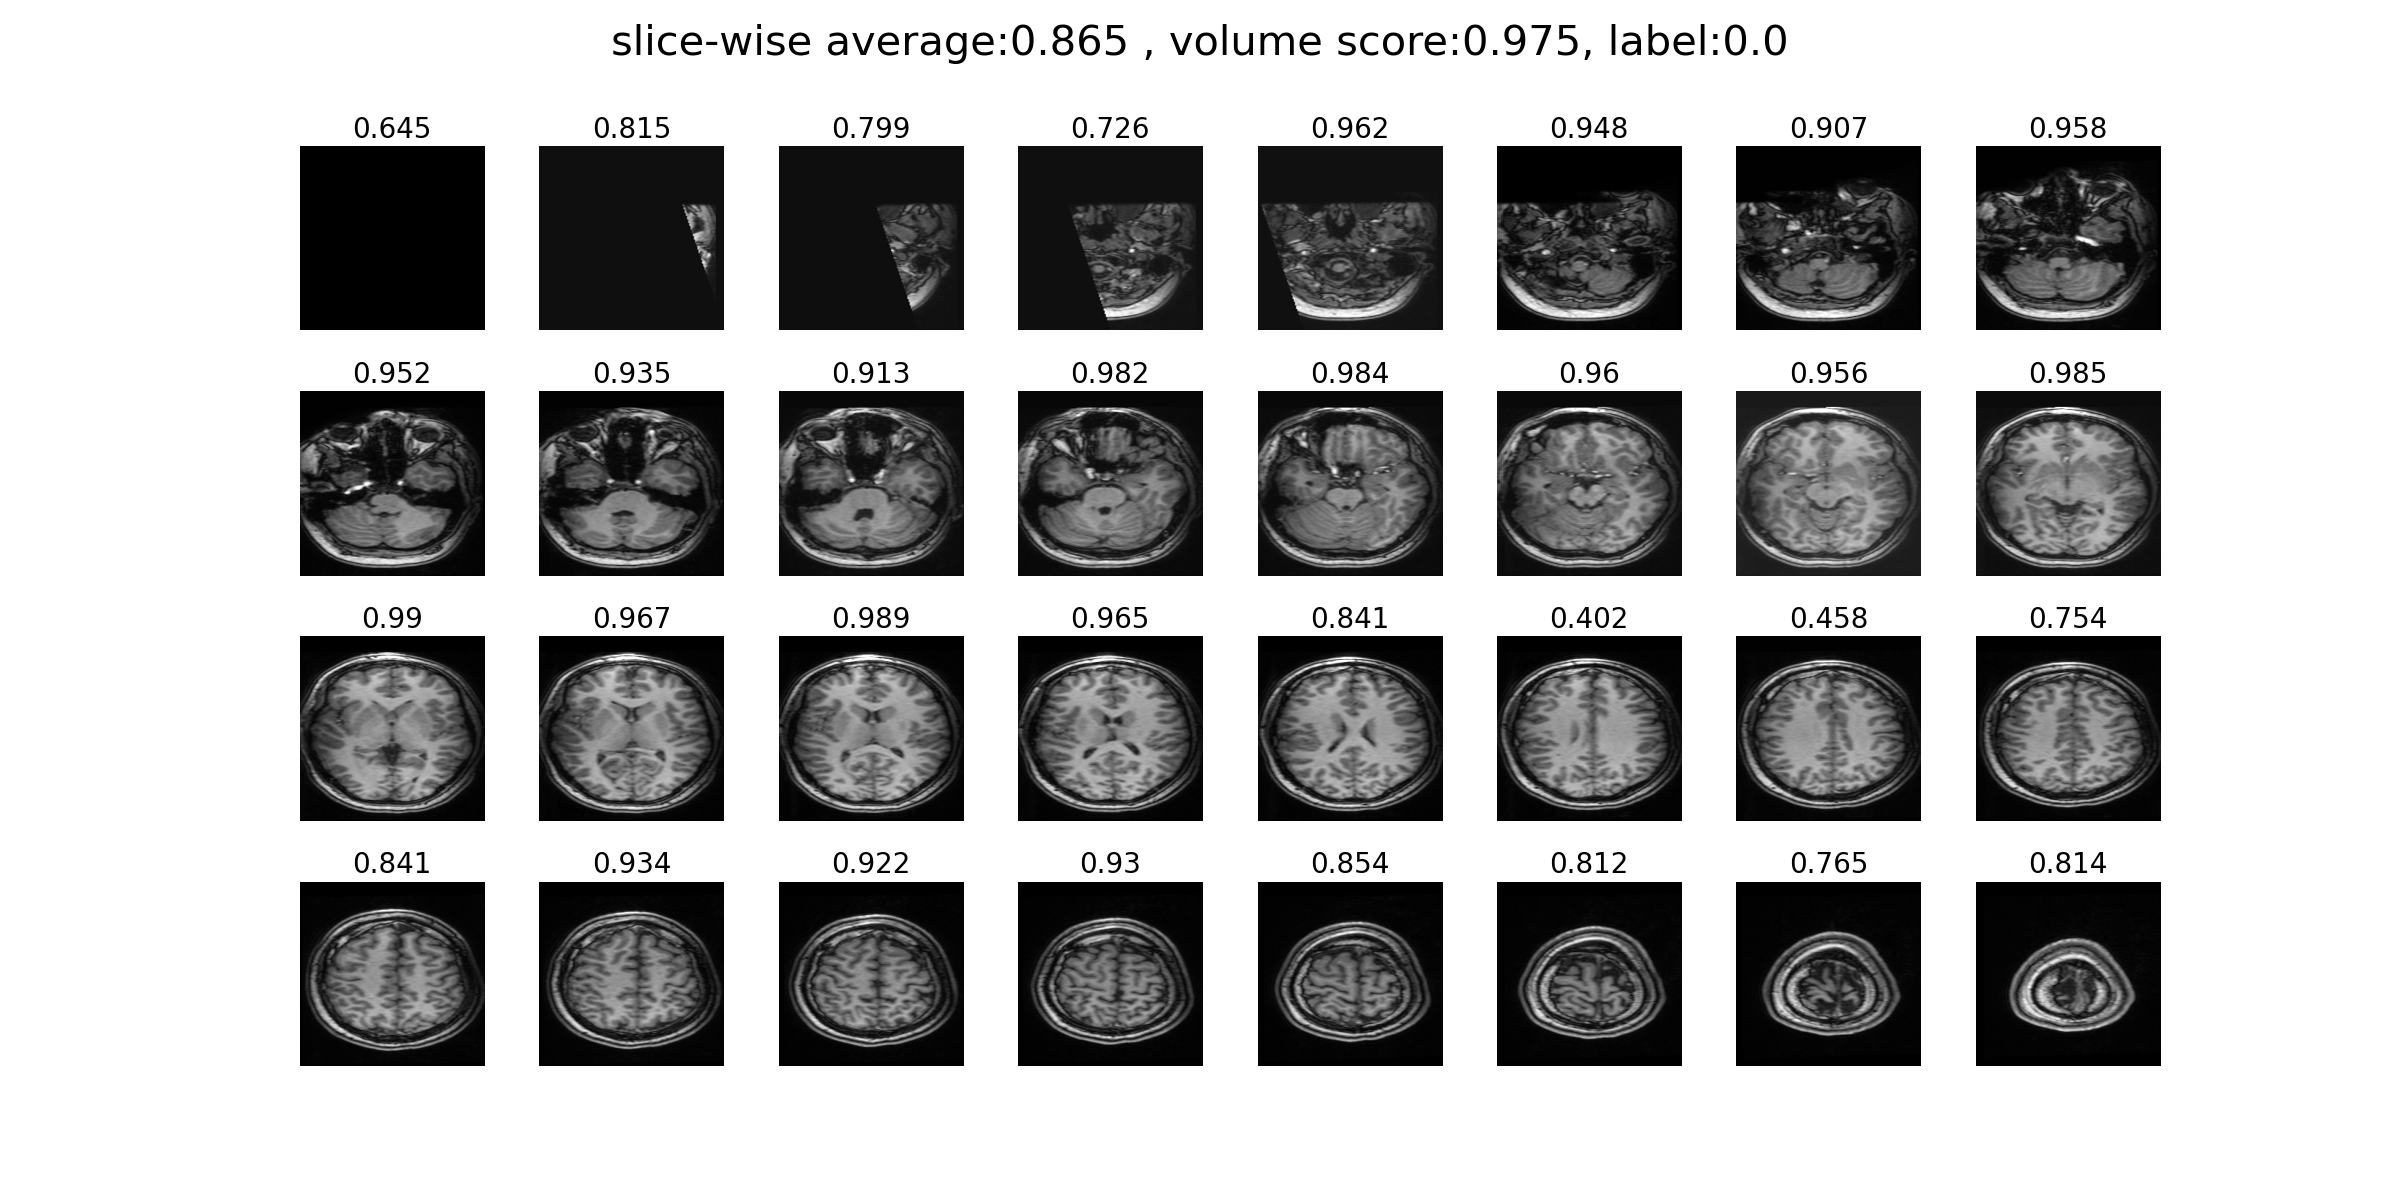 slice-wise average:0.865 , volume score:0.975, label:0.0
0.645 0.815 0.799 0.726 0.962 0.948 0.907 0.958
0.952 0.935 0.913 0.982 0.984 0.96 0.956 0.985
0.99 0.967 0.989 0.965 0.841 0.402 0.458 0.754
0.841 0.934 0.922 0.93 0.854 0.812 0.765 0.814